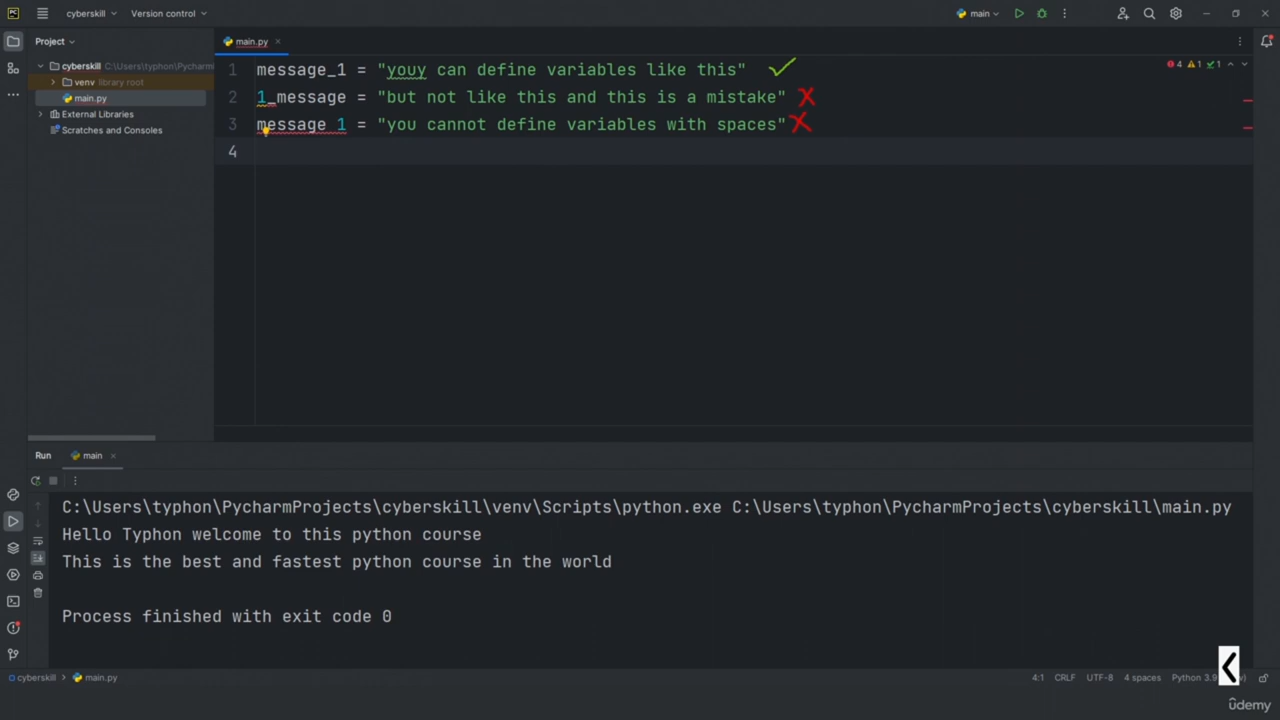 PC cyberskill Version control main
Project main.py
cyberskill C:\Users\typhon\Pycharm
venv library root
main.py
External Libraries
Scratches and Consoles
4 1 1
1 message_1 = "youy can define variables like this"
2 1_message = "but not like this and this is a mistake"
3 message 1 = "you cannot define variables with spaces"
4
Run main
C:\Users\typhon\PycharmProjects\cyberskill\venv\Scripts\python.exe C:\Users\typhon\PycharmProjects\cyberskill\main.py
Hello Typhon welcome to this python course
This is the best and fastest python course in the world
Process finished with exit code 0
cyberskill > main.py 4:1 CRLF UTF-8 4 spaces Python 3.9
udemy